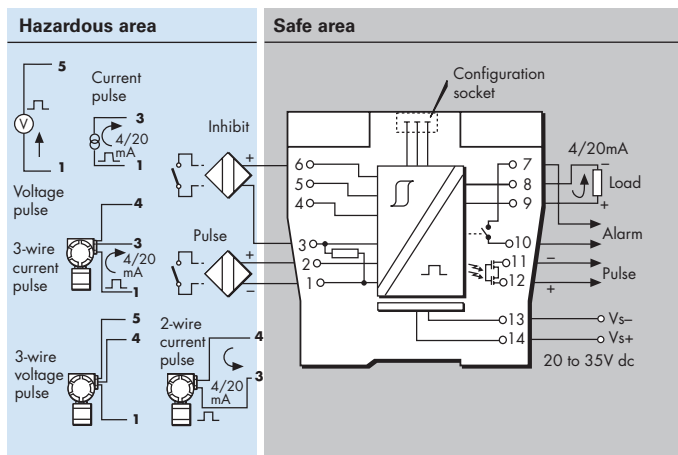 Hazardous area
Safe area
5
V
1
Voltage
pulse
Current
pulse
3
4/20
mA
1
Inhibit
+
4
3-wire
current
pulse
3
4/20
mA
1
Pulse
+
–
5
4
3-wire
voltage
pulse
1
2-wire
current
pulse
4
4/20
mA
3
Configuration
socket
6
5
4
3
2
1
7
8
9
10
11
12
13
14
4/20mA
–
Load
+
Alarm
–
Pulse
+
Vs–
Vs+
20 to 35V dc